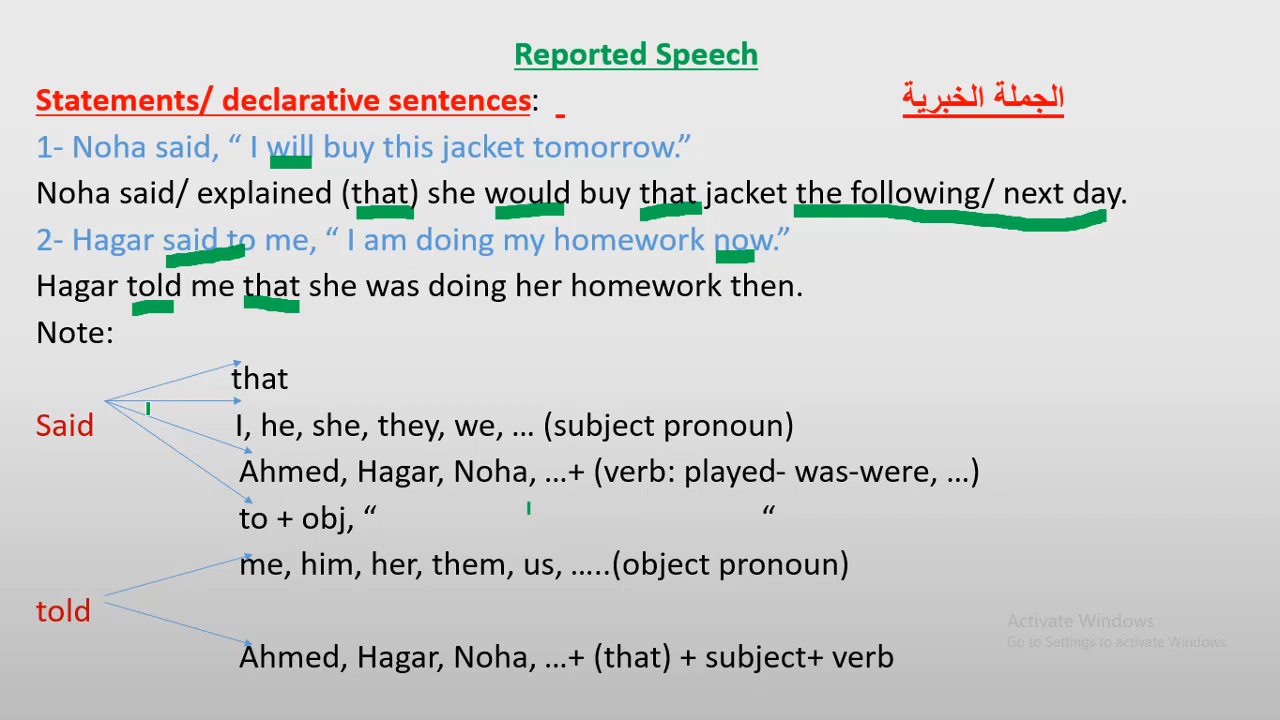 Reported Speech
Statements/ declarative sentences: الجملة الخبرية
1- Noha said, “ I will buy this jacket tomorrow.”
Noha said/ explained (that) she would buy that jacket the following/ next day.
2- Hagar said to me, “ I am doing my homework now.”
Hagar told me that she was doing her homework then.
Note:
that
Said I, he, she, they, we, … (subject pronoun)
Ahmed, Hagar, Noha, …+ (verb: played- was-were, …)
to + obj, “ “
me, him, her, them, us, …..(object pronoun)
told
Ahmed, Hagar, Noha, …+ (that) + subject+ verb
Activate Windows
Go to Settings to activate Windows.